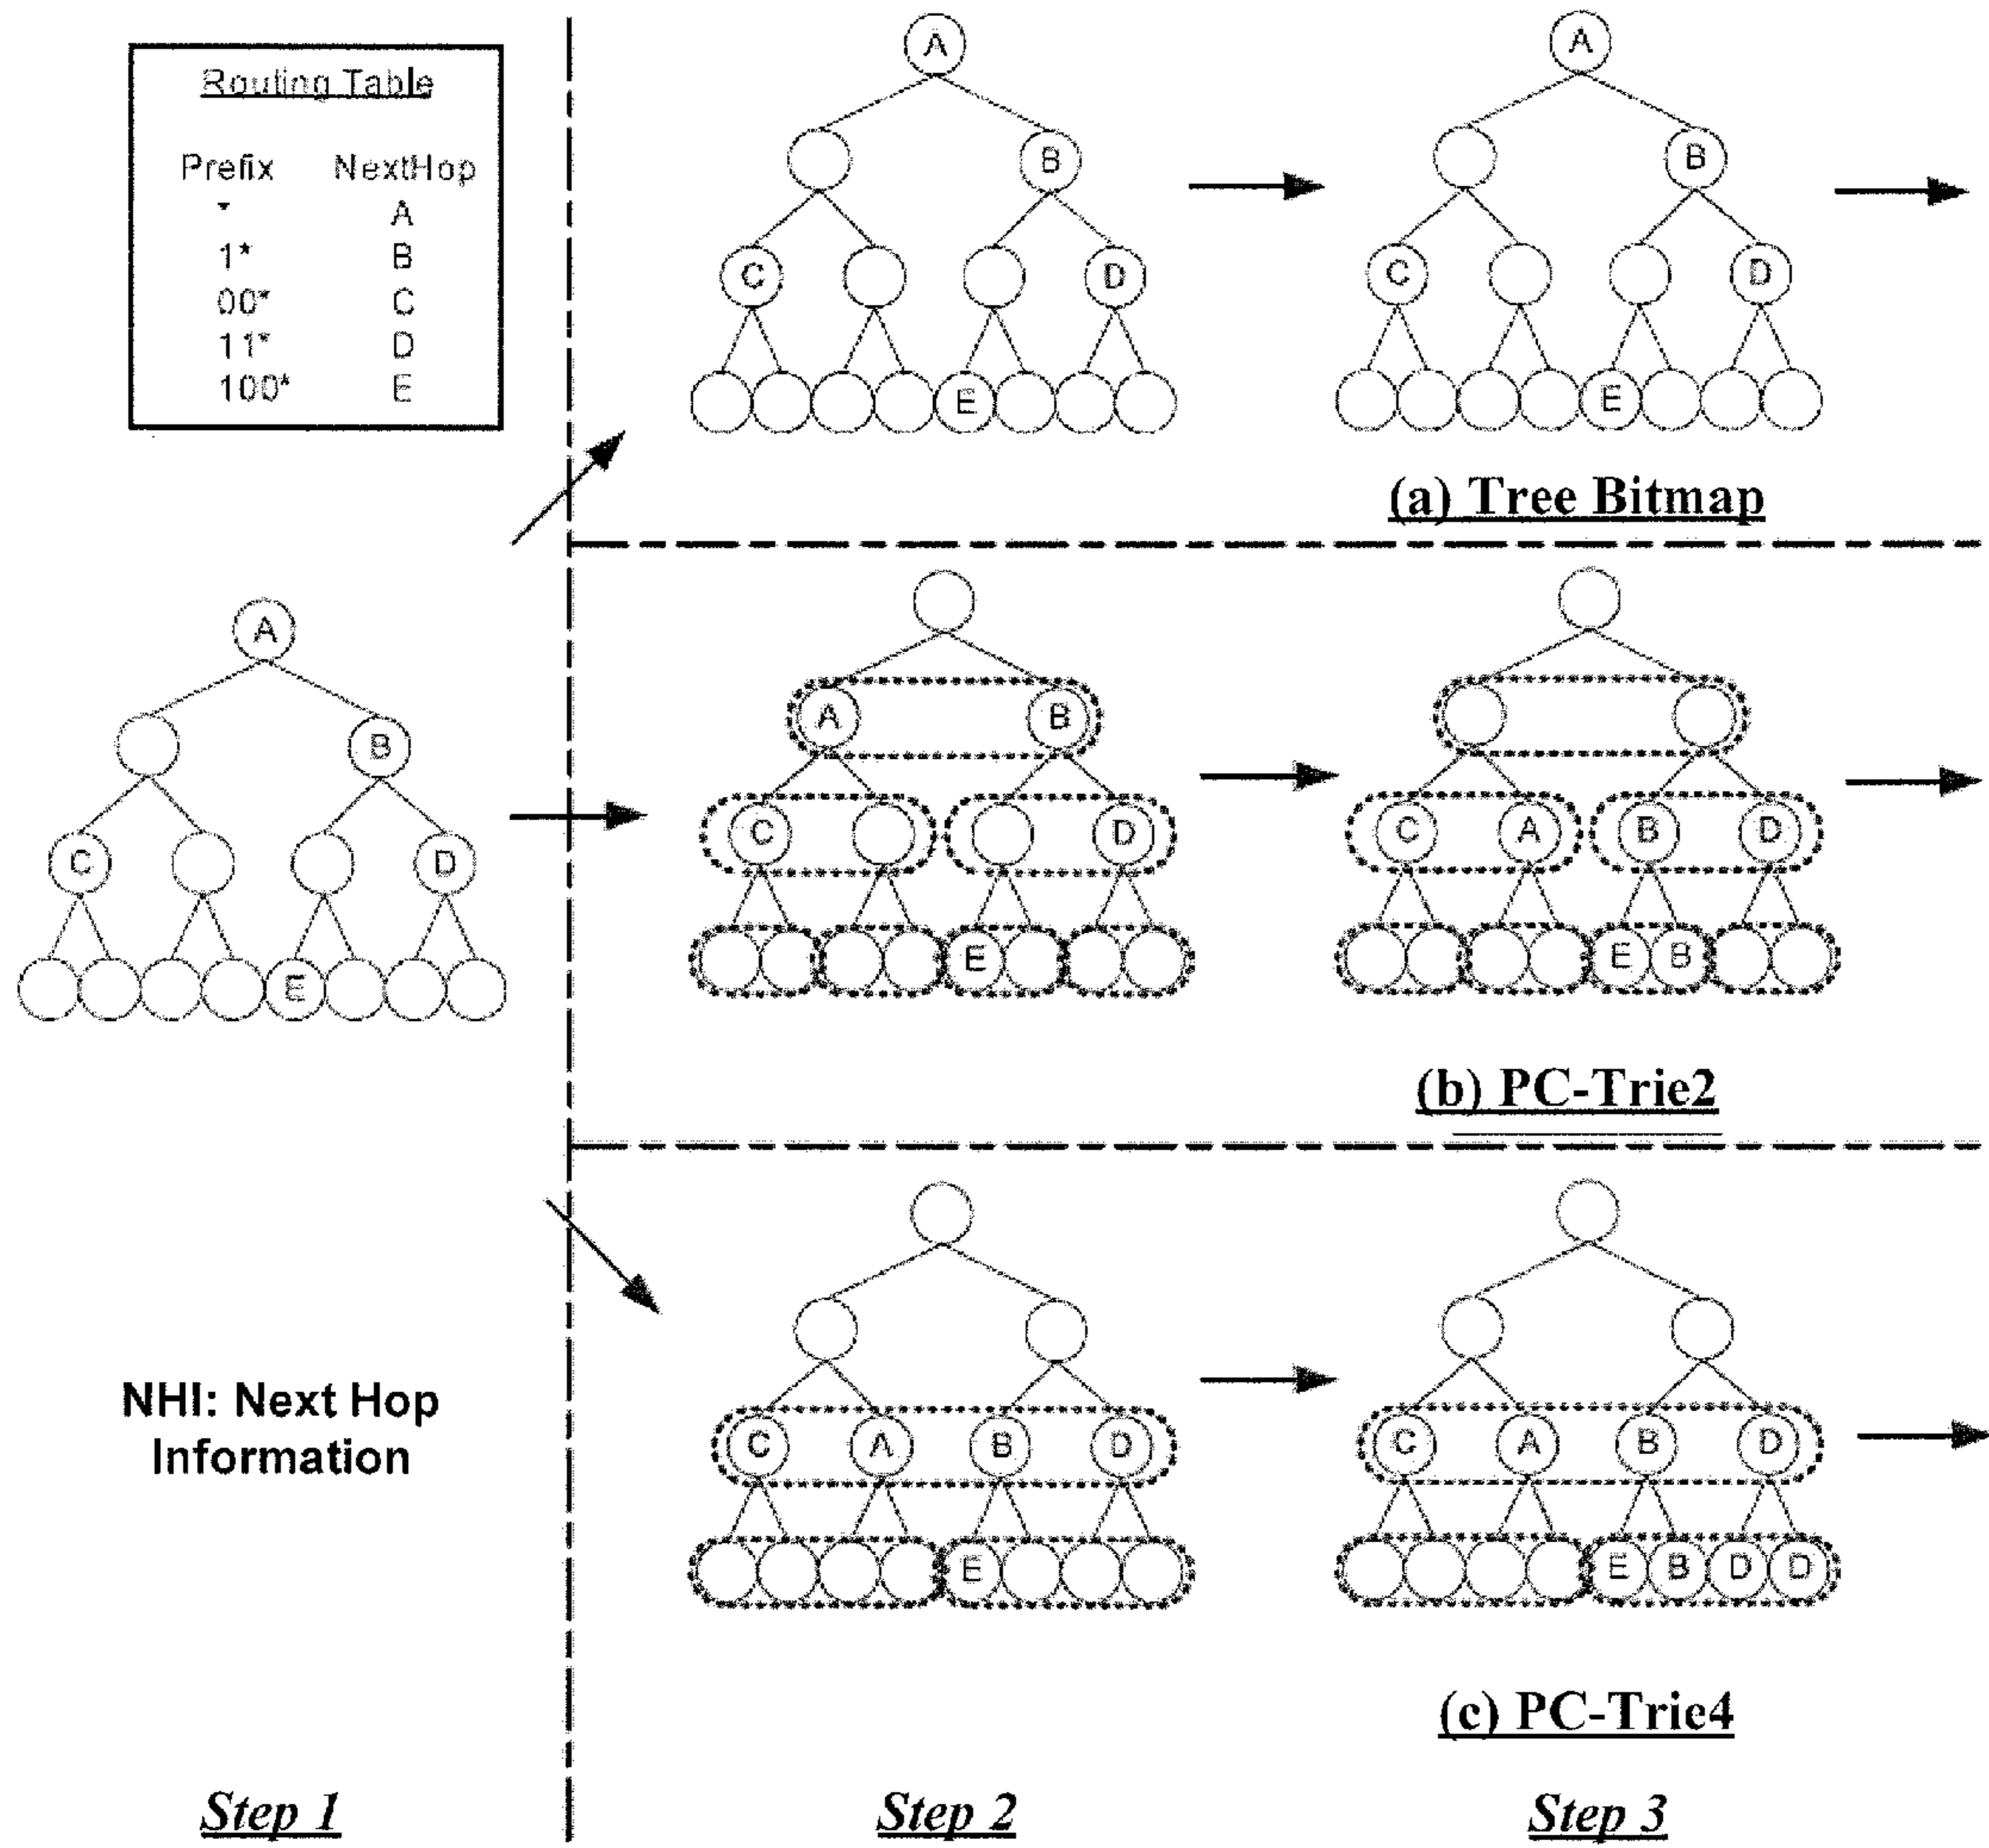 Routing Table
Prefix NextHop
* A
1* B
00* C
11* D
100* E
A
B
C D
E
A
B
C D
E
(a) Tree Bitmap
A
B
C D
E
A B
C D
E
C A B D
E B
(b) PC-Trie2
C A B D
E
C A B D
E B D D
(c) PC-Trie4
NHI: Next Hop
Information
Step 1 Step 2 Step 3